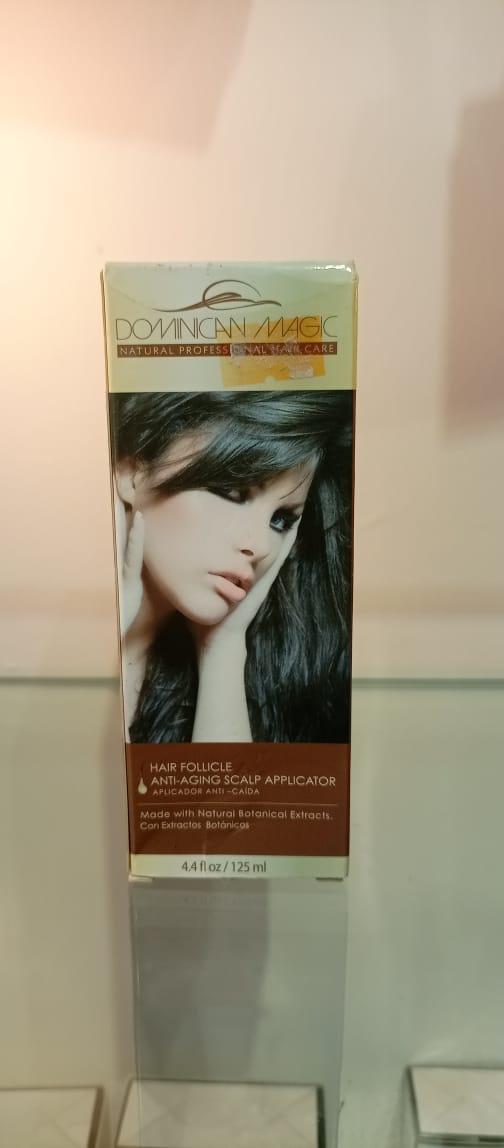 DOMINICAN MAGIC
NATURAL PROFESSIONAL HAIR CARE
HAIR FOLLICLE
ANTI-AGING SCALP APPLICATOR
APLICADOR ANTI-CAÍDA
Made with Natural Botanical Extracts.
Con Extractos Botánicos
4.4 fl oz / 125 ml